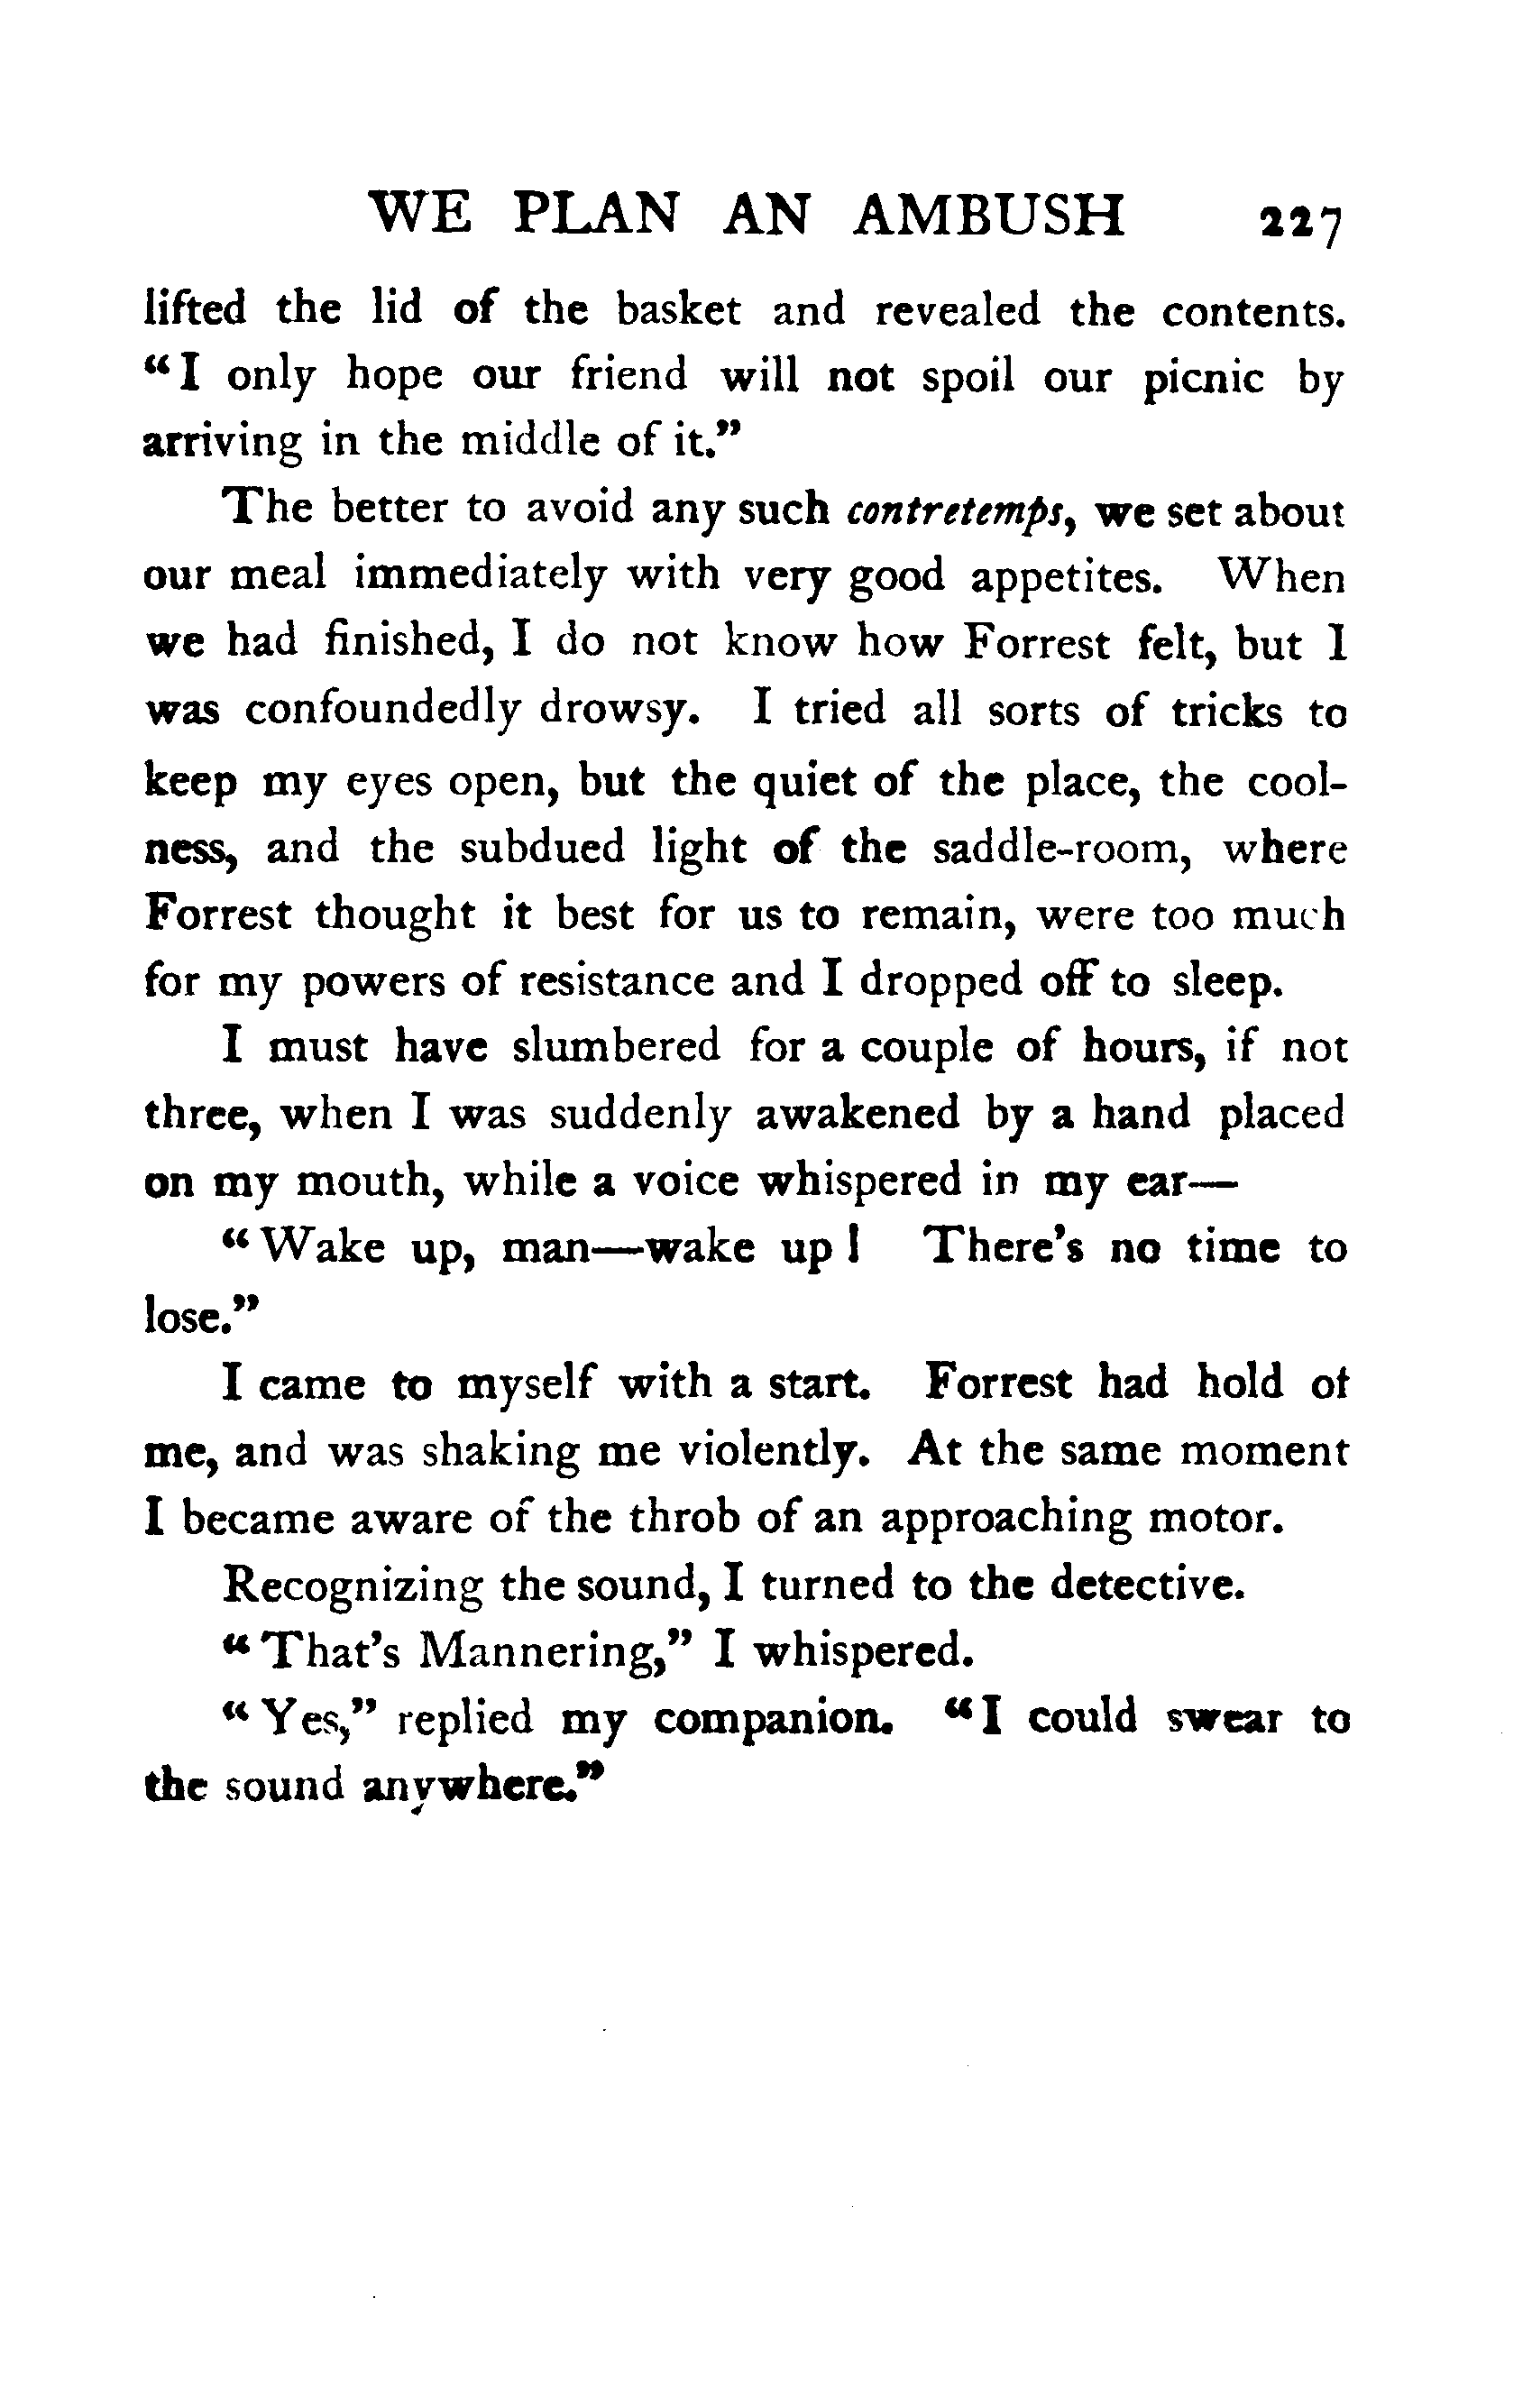 WE PLAN AN AMBUSH 227
lifted the lid of the basket and revealed the contents.
“I only hope our friend will not spoil our picnic by
arriving in the middle of it.”
The better to avoid any such contretemps, we set about
our meal immediately with very good appetites. When
we had finished, I do not know how Forrest felt, but I
was confoundedly drowsy. I tried all sorts of tricks to
keep my eyes open, but the quiet of the place, the cool-
ness, and the subdued light of the saddle-room, where
Forrest thought it best for us to remain, were too much
for my powers of resistance and I dropped off to sleep.
I must have slumbered for a couple of hours, if not
three, when I was suddenly awakened by a hand placed
on my mouth, while a voice whispered in my ear—
“Wake up, man—wake up! There's no time to
lose.”
I came to myself with a start. Forrest had hold of
me, and was shaking me violently. At the same moment
I became aware of the throb of an approaching motor.
Recognizing the sound, I turned to the detective.
“That's Mannering,” I whispered.
“Yes,” replied my companion. “I could swear to
the sound anywhere.”